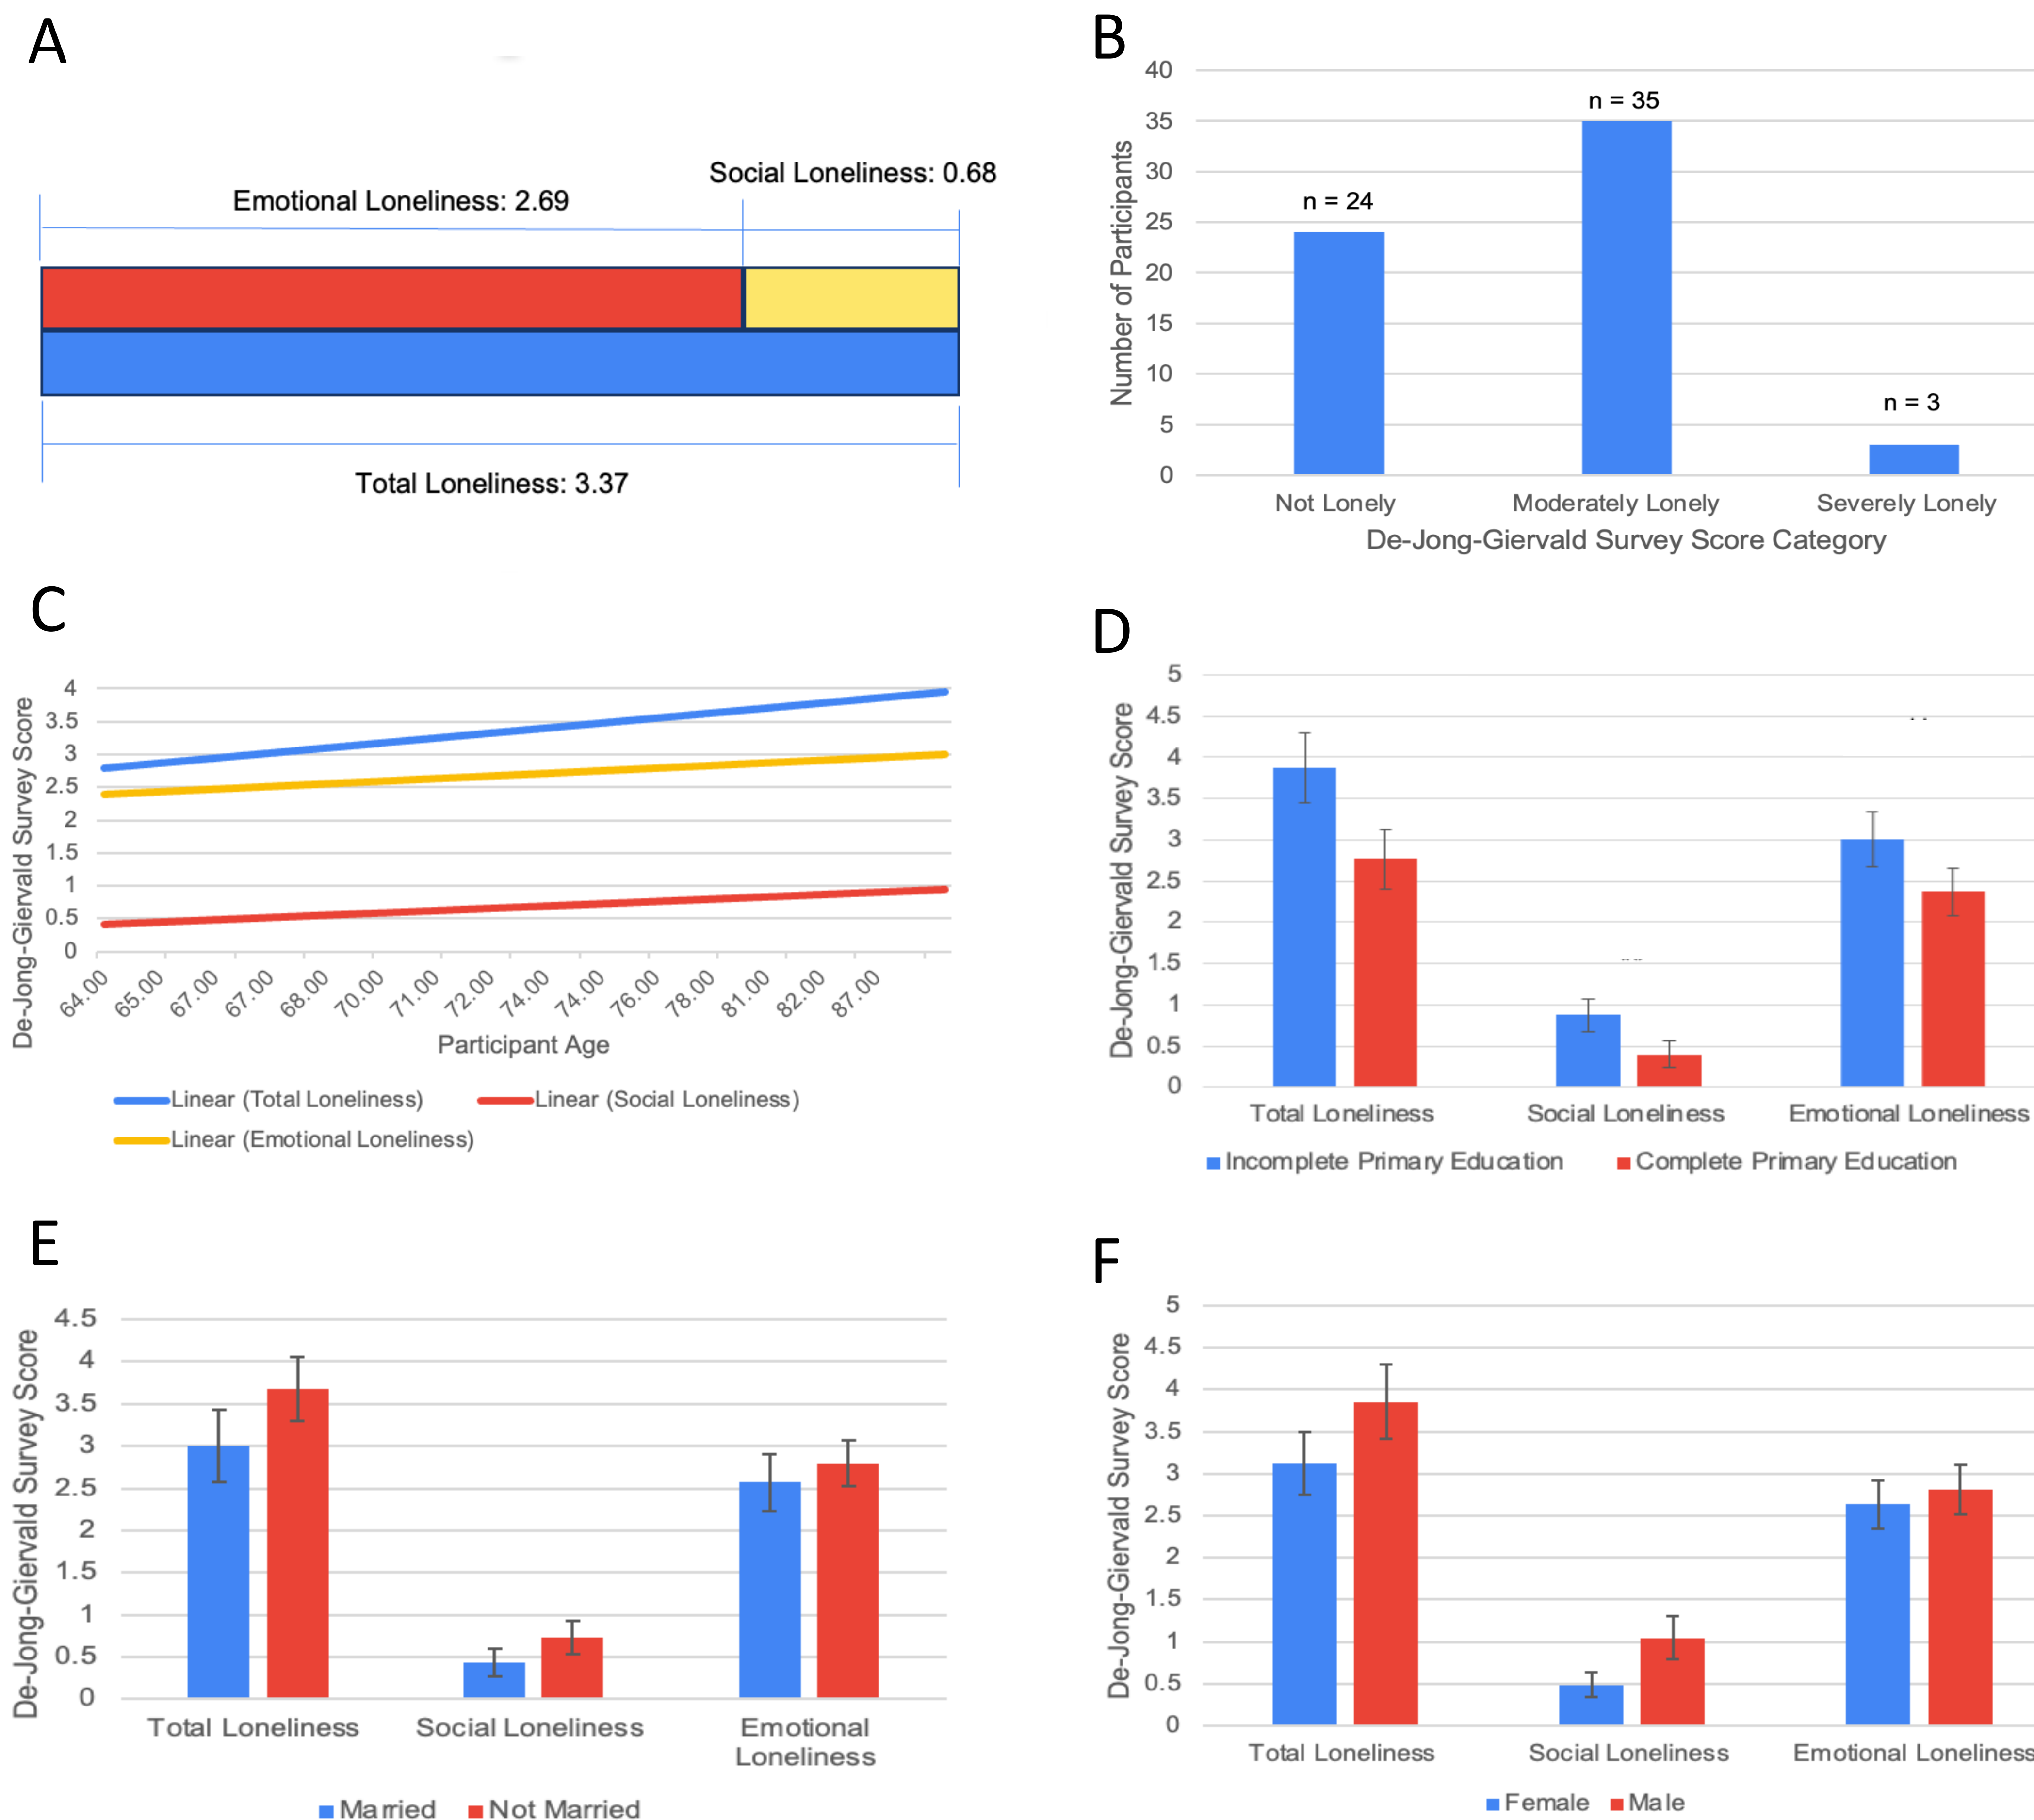 A
Social Loneliness: 0.68
Emotional Loneliness: 2.69
Total Loneliness: 3.37
B
Number of Participants
40
35
30
25
20
15
10
5
0
n = 24
n = 35
n = 3
Not Lonely
Moderately Lonely
Severely Lonely
De-Jong-Giervald Survey Score Category
C
De-Jong-Giervald Survey Score
4
3.5
3
2.5
2
1.5
1
0.5
0
64.00
65.00
67.00
67.00
68.00
70.00
71.00
72.00
74.00
74.00
76.00
78.00
81.00
82.00
87.00
Participant Age
Linear (Total Loneliness)
Linear (Social Loneliness)
Linear (Emotional Loneliness)
D
De-Jong-Giervald Survey Score
5
4.5
4
3.5
3
2.5
2
1.5
1
0.5
0
Total Loneliness
Social Loneliness
Emotional Loneliness
Incomplete Primary Education
Complete Primary Education
E
De-Jong-Giervald Survey Score
4.5
4
3.5
3
2.5
2
1.5
1
0.5
0
Total Loneliness
Social Loneliness
Emotional
Loneliness
Married
Not Married
F
De-Jong-Giervald Survey Score
5
4.5
4
3.5
3
2.5
2
1.5
1
0.5
0
Total Loneliness
Social Loneliness
Emotional Loneliness
Female
Male